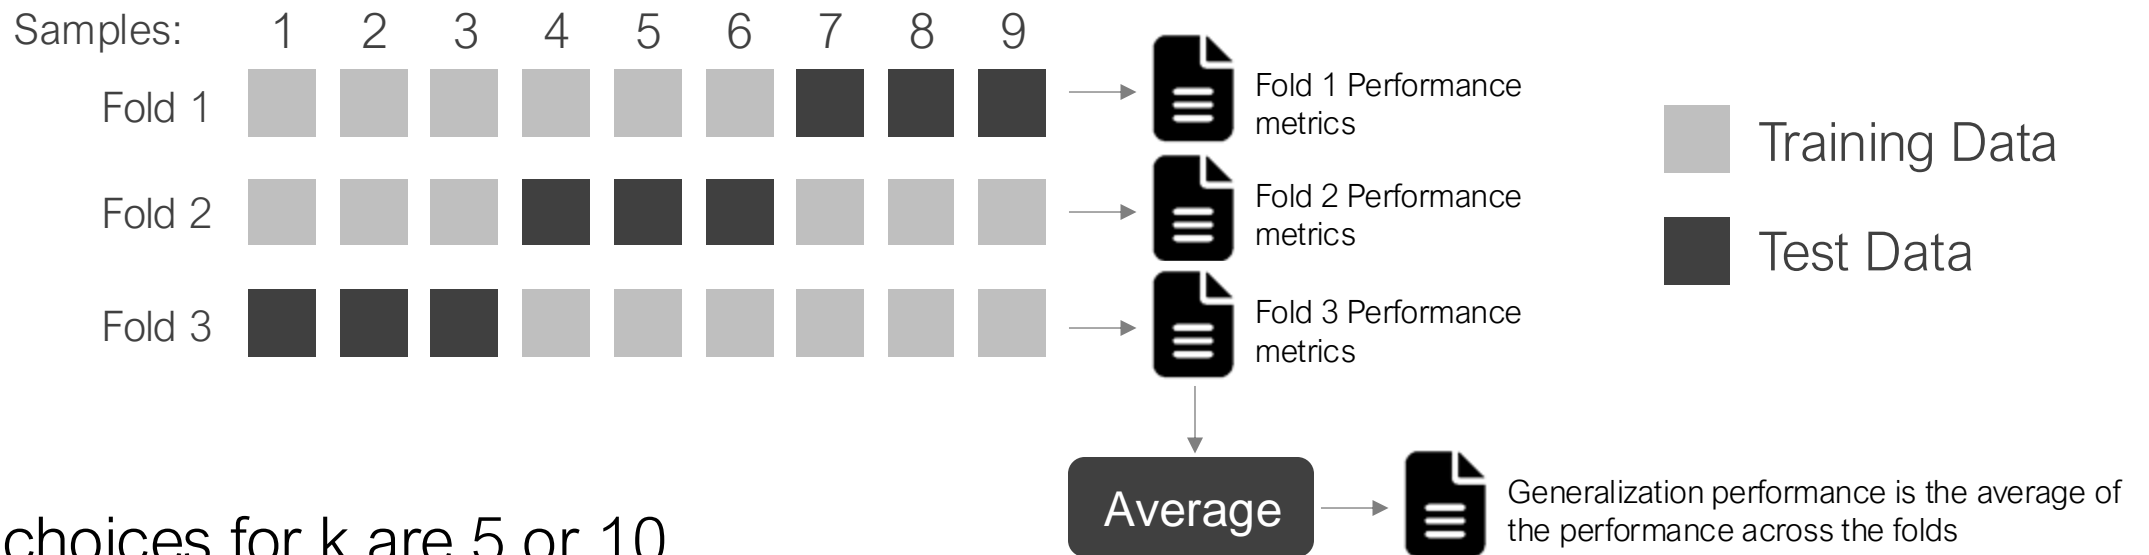 Samples: 1 2 3 4 5 6 7 8 9
Fold 1
Fold 1 Performance
metrics
Fold 2
Fold 2 Performance
metrics
Fold 3
Fold 3 Performance
metrics
Training Data
Test Data
Average
Generalization performance is the average of
the performance across the folds
choices for k are 5 or 10